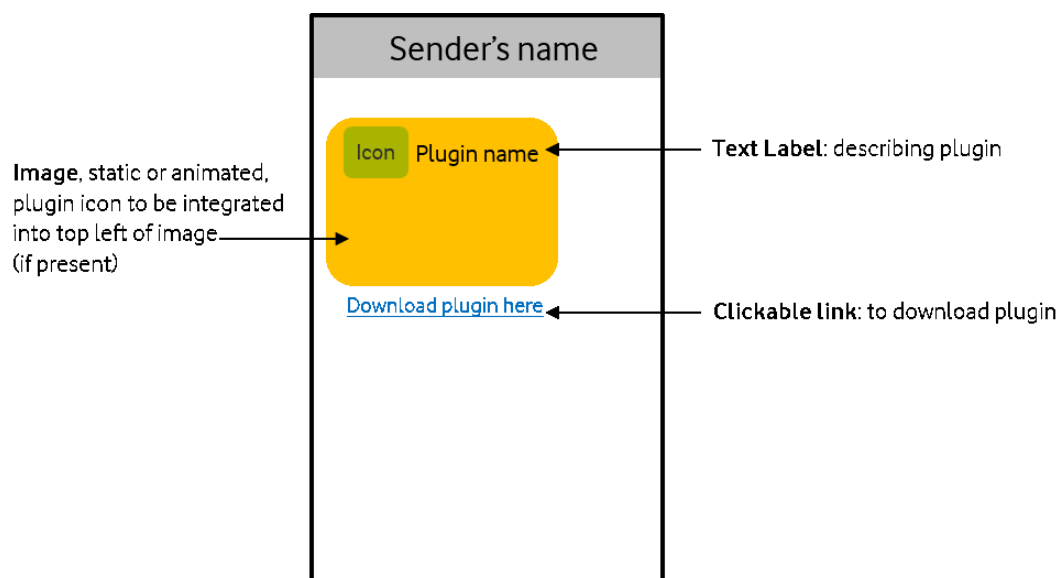 Sender’s name
Icon
Plugin name
Text Label: describing plugin
Image, static or animated,
plugin icon to be integrated
into top left of image
(if present)
Download plugin here
Clickable link: to download plugin